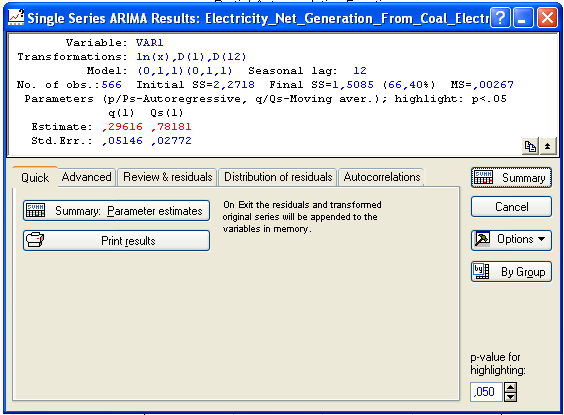 Single Series ARIMA Results: Electricity_Net_Generation_From_Coal_Electr
Variable: VAR1
Transformations: ln(x),D(1),D(12)
Model: (0,1,1)(0,1,1) Seasonal lag: 12
No. of obs.:566 Initial SS=2,2718 Final SS=1,5085 (66,40%) MS=,00267
Parameters (p/Ps-Autoregressive, q/Qs-Moving aver.); highlight: p<.05
q(1) Qs(1)
Estimate: ,29616 ,78181
Std.Err.: ,05146 ,02772
Quick Advanced Review & residuals Distribution of residuals Autocorrelations
Summary: Parameter estimates
Print results
On Exit the residuals and transformed
original series will be appended to the
variables in memory.
Summary
Cancel
Options
By Group
p-value for
highlighting:
,050